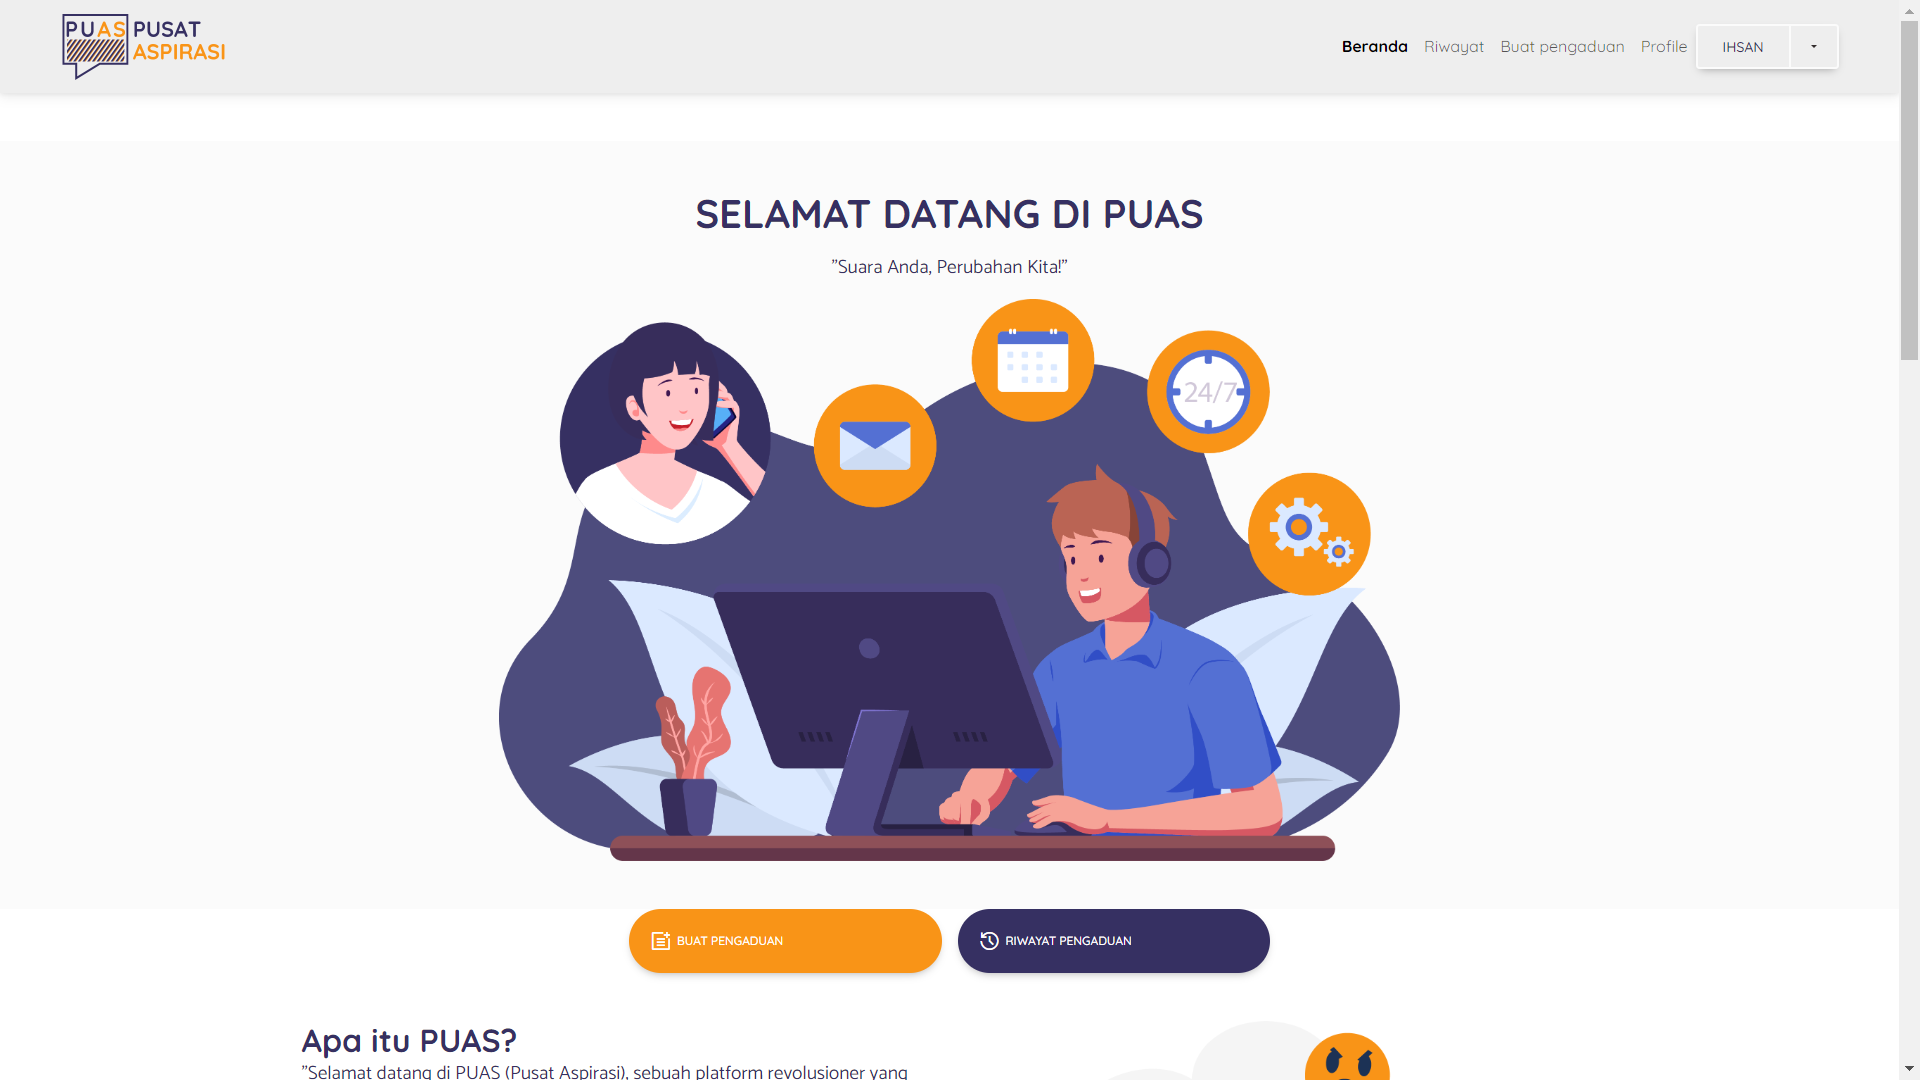 PUAS PUSAT
ASPIRASI
Beranda
Riwayat
Buat pengaduan
Profile
IHSAN
SELAMAT DATANG DI PUAS
"Suara Anda, Perubahan Kita!"
24/7
BUAT PENGADUAN
RIWAYAT PENGADUAN
Apa itu PUAS?
"Selamat datang di PUAS (Pusat Aspirasi), sebuah platform revolusioner yang